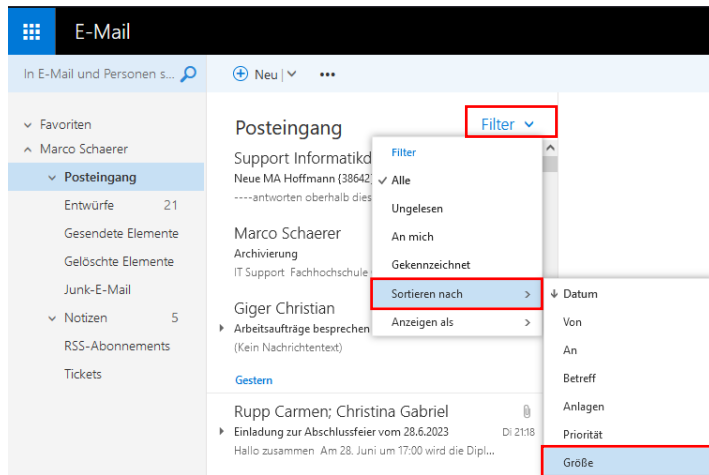 E-Mail
In E-Mail und Personen s...
Neu
Favoriten
Marco Schaerer
Posteingang
Entwürfe 21
Gesendete Elemente
Gelöschte Elemente
Junk-E-Mail
Notizen 5
RSS-Abonnements
Tickets
Posteingang
Filter
Support Informatikd
Neue MA Hoffmann {38642}
----antworten oberhalb dies
Marco Schaerer
Archivierung
IT Support Fachhochschule
Giger Christian
Arbeitsaufträge besprechen
(Kein Nachrichtentext)
Gestern
Rupp Carmen; Christina Gabriel
Einladung zur Abschlussfeier vom 28.6.2023 Di 21:18
Hallo zusammen Am 28. Juni um 17:00 wird die Dipl...
Filter
Alle
Ungelesen
An mich
Gekennzeichnet
Sortieren nach
Anzeigen als
Datum
Von
An
Betreff
Anlagen
Priorität
Größe